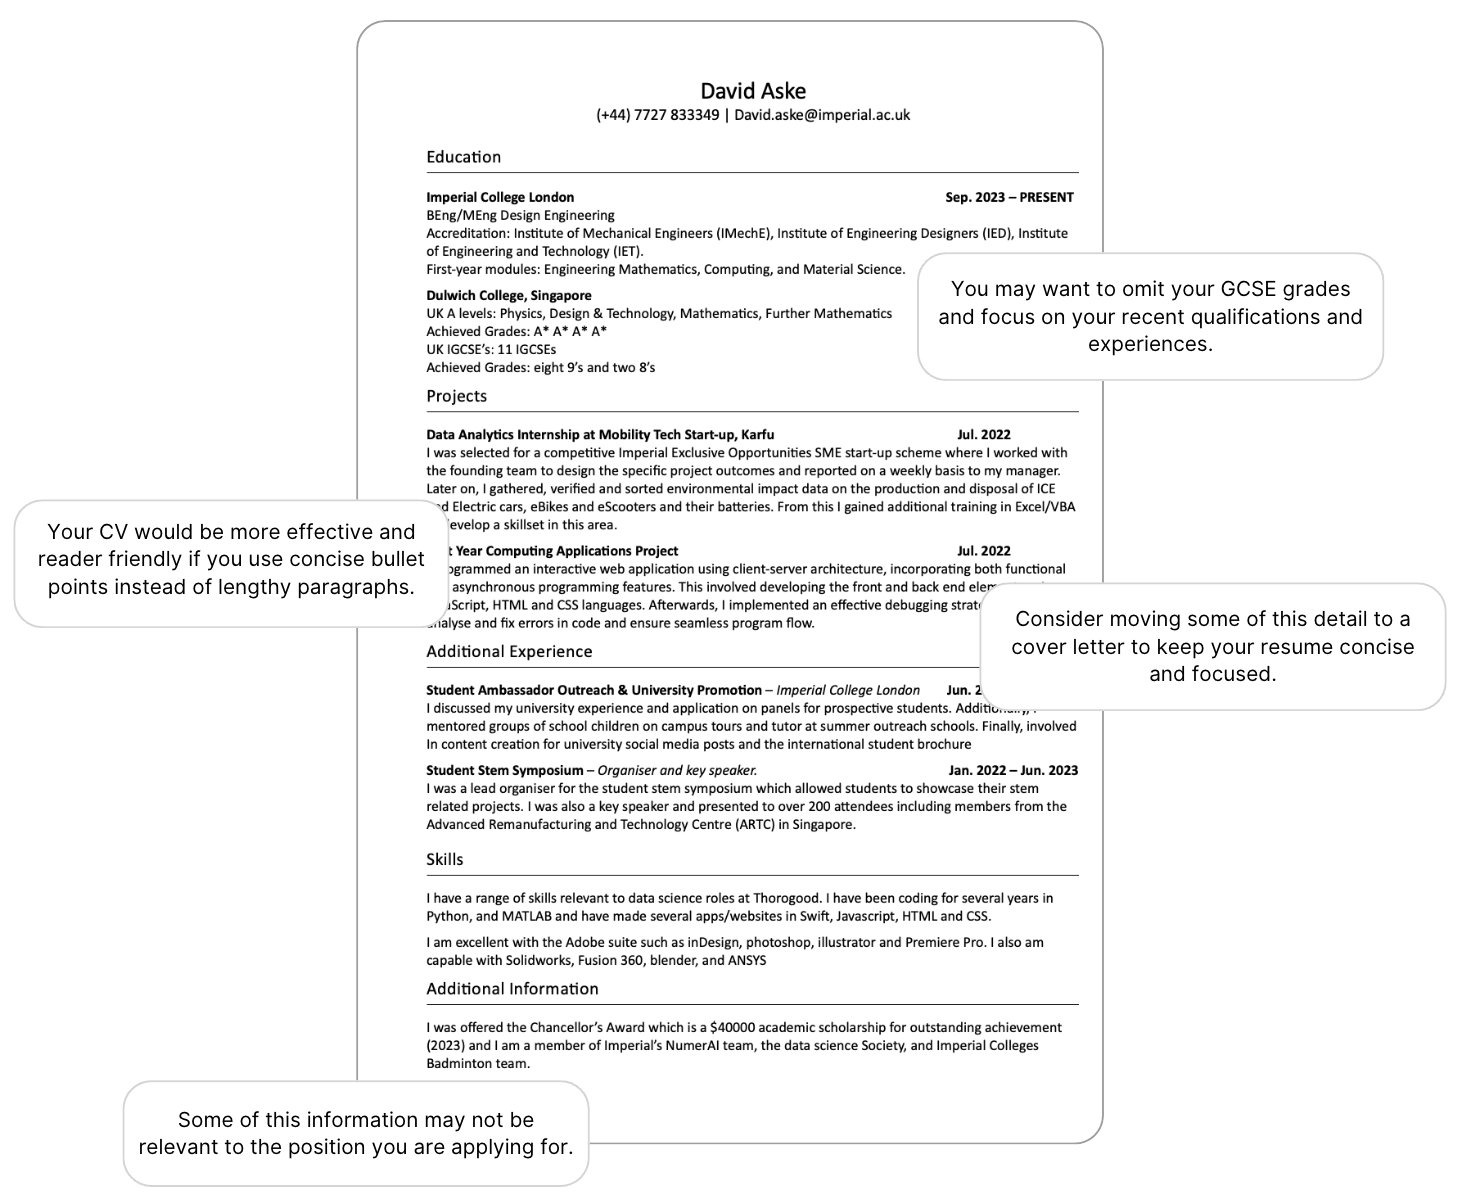 David Aske
(+44) 7727 833349 | David.aske@imperial.ac.uk
Education
Imperial College London Sep. 2023 – PRESENT
BEng/MEng Design Engineering
Accreditation: Institute of Mechanical Engineers (IMechE), Institute of Engineering Designers (IED), Institute
of Engineering and Technology (IET).
First-year modules: Engineering Mathematics, Computing, and Material Science.
Dulwich College, Singapore
UK A levels: Physics, Design & Technology, Mathematics, Further Mathematics
Achieved Grades: A* A* A* A*
UK IGCSE’s: 11 IGCSEs
Achieved Grades: eight 9’s and two 8’s
You may want to omit your GCSE grades
and focus on your recent qualifications and
experiences.
Projects
Data Analytics Internship at Mobility Tech Start-up, Karfu Jul. 2022
I was selected for a competitive Imperial Exclusive Opportunities SME start-up scheme where I worked with
the founding team to design the specific project outcomes and reported on a weekly basis to my manager.
Later on, I gathered, verified and sorted environmental impact data on the production and disposal of ICE
Electric cars, eBikes and eScooters and their batteries. From this I gained additional training in Excel/VBA
develop a skillset in this area.
Your CV would be more effective and
reader friendly if you use concise bullet
points instead of lengthy paragraphs.
Year Computing Applications Project Jul. 2022
an interactive web application using client-server architecture, incorporating both functional
asynchronous programming features. This involved developing the front and back end
HTML and CSS languages. Afterwards, I implemented an effective debugging
analyse and fix errors in code and ensure seamless program flow.
Consider moving some of this detail to a
cover letter to keep your resume concise
and focused.
Additional Experience
Student Ambassador Outreach & University Promotion – Imperial College London Jun.
I discussed my university experience and application on panels for prospective students. Additionally,
mentored groups of school children on campus tours and tutor at summer outreach schools. Finally, involved
In content creation for university social media posts and the international student brochure
Student Stem Symposium – Organiser and key speaker. Jan. 2022 – Jun. 2023
I was a lead organiser for the student stem symposium which allowed students to showcase their stem
related projects. I was also a key speaker and presented to over 200 attendees including members from the
Advanced Remanufacturing and Technology Centre (ARTC) in Singapore.
Skills
I have a range of skills relevant to data science roles at Thorogood. I have been coding for several years in
Python, and MATLAB and have made several apps/websites in Swift, Javascript, HTML and CSS.
I am excellent with the Adobe suite such as inDesign, photoshop, illustrator and Premiere Pro. I also am
capable with Solidworks, Fusion 360, blender, and ANSYS
Additional Information
I was offered the Chancellor’s Award which is a $40000 academic scholarship for outstanding achievement
(2023) and I am a member of Imperial’s NumerAI team, the data science Society, and Imperial Colleges
Badminton team.
Some of this information may not be
relevant to the position you are applying for.